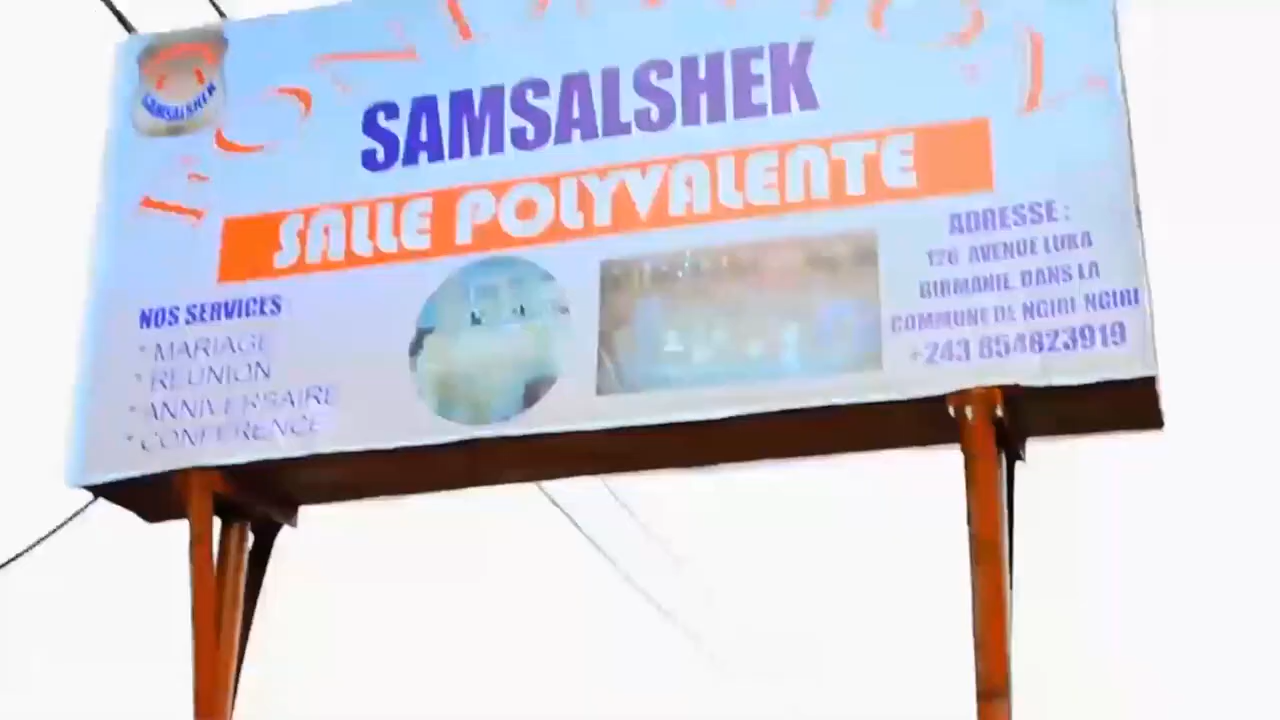 SAMSALSHEK
SAMSALSHEK
SALLE POLYVALENTE
NOS SERVICES :
* MARIAGE
* REUNION
* ANNIVERSAIRE
* CONFERENCE
ADRESSE :
126 AVENUE LUKA
BIRMANIE, DANS LA
COMMUNE DE NGIRI NGIRI
+243 854823919